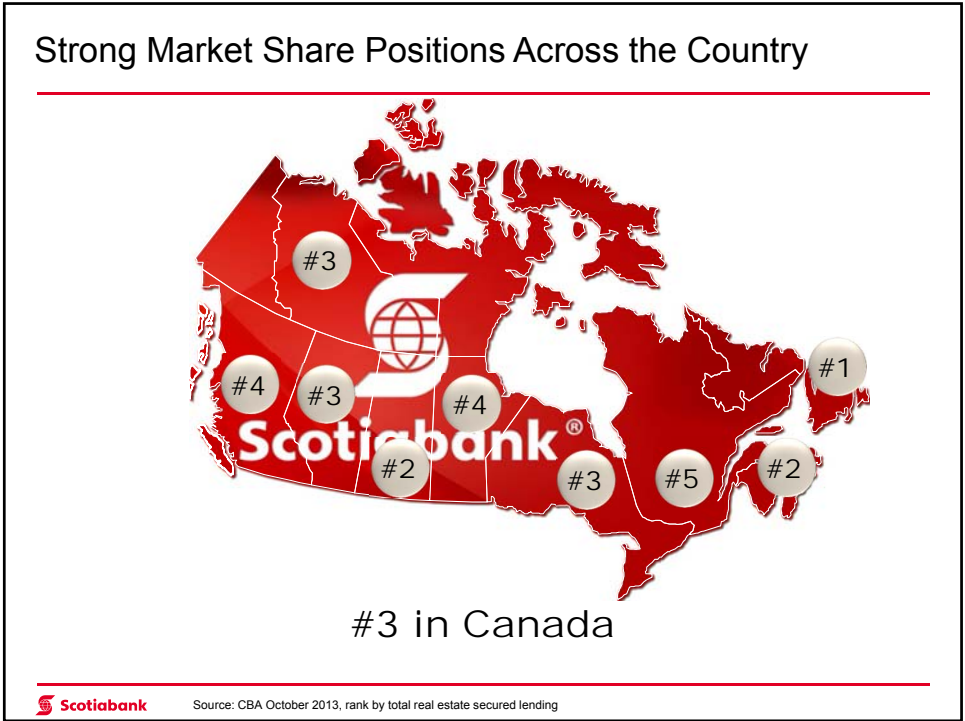 Strong Market Share Positions Across the Country
#3
#1
#4
#3
#4
Scotiabank®
#2
#3
#5
#2
#3 in Canada
Scotiabank
Source: CBA October 2013, rank by total real estate secured lending